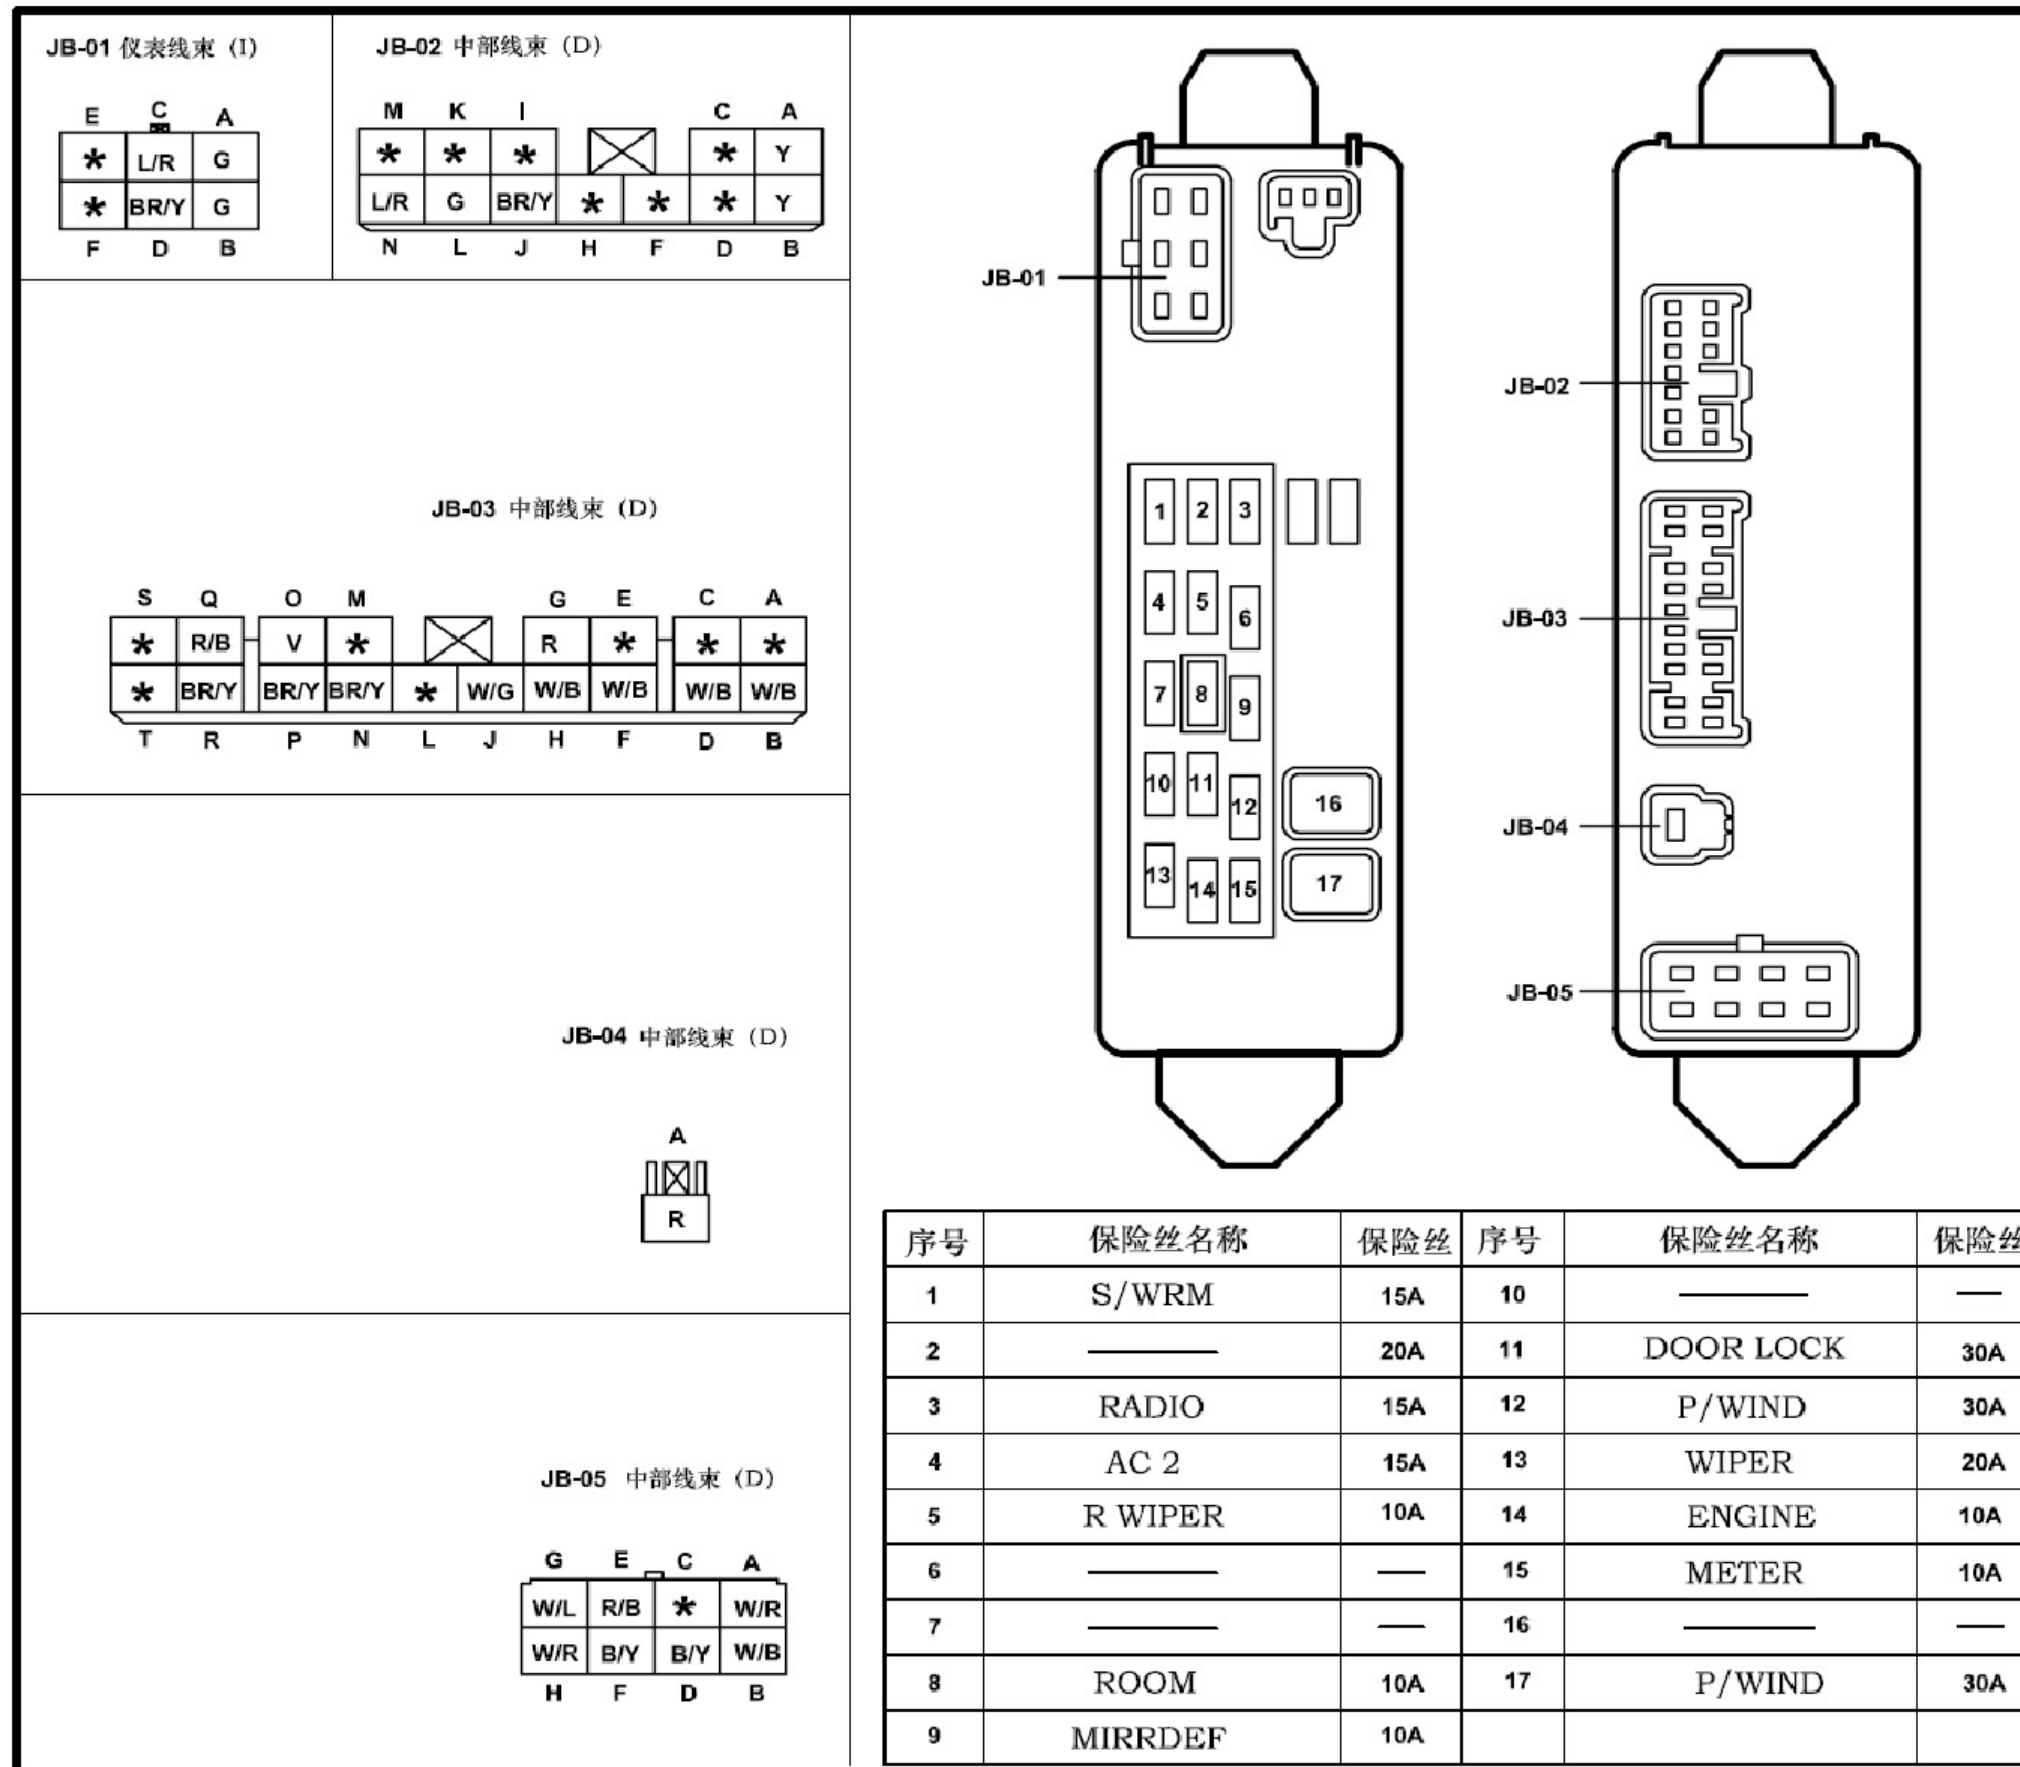 JB-01 仪表线束 (I)
E C A
* L/R G
* BR/Y G
F D B
JB-02 中部线束 (D)
M K I C A
* * * * Y
L/R G BR/Y * * * Y
N L J H F D B
JB-03 中部线束 (D)
S Q O M G E C A
* R/B V * R * * *
* BR/Y BR/Y BR/Y * W/G W/B W/B W/B W/B
T R P N L J H F D B
JB-04 中部线束 (D)
A
R
JB-05 中部线束 (D)
G E C A
W/L R/B * W/R
W/R B/Y B/Y W/B
H F D B
JB-01
1 2 3
4 5 6
7 8 9
10 11 12
13 14 15
16
17
JB-02
JB-03
JB-04
JB-05
序号 保险丝名称 保险丝 序号 保险丝名称 保险丝
1 S/WRM 15A 10 —— —
2 —— 20A 11 DOOR LOCK 30A
3 RADIO 15A 12 P/WIND 30A
4 AC 2 15A 13 WIPER 20A
5 R WIPER 10A 14 ENGINE 10A
6 —— — 15 METER 10A
7 —— — 16 —— —
8 ROOM 10A 17 P/WIND 30A
9 MIRRDEF 10A